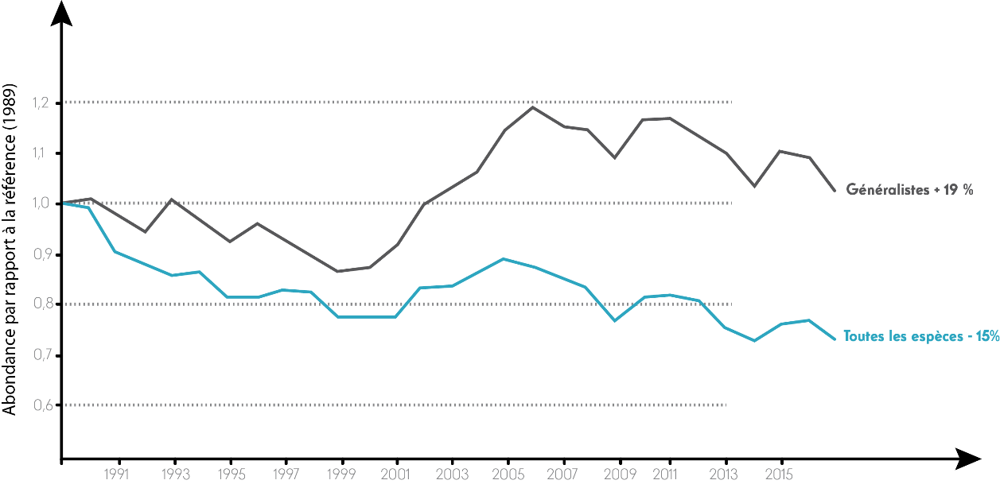 Abondance par rapport à la référence (1989)
1,2
1,1
1,0
0,9
0,8
0,7
0,6
Généralistes + 19 %
Toutes les espèces - 15%
1991 1993 1995 1997 1999 2001 2003 2005 2007 2009 2011 2013 2015